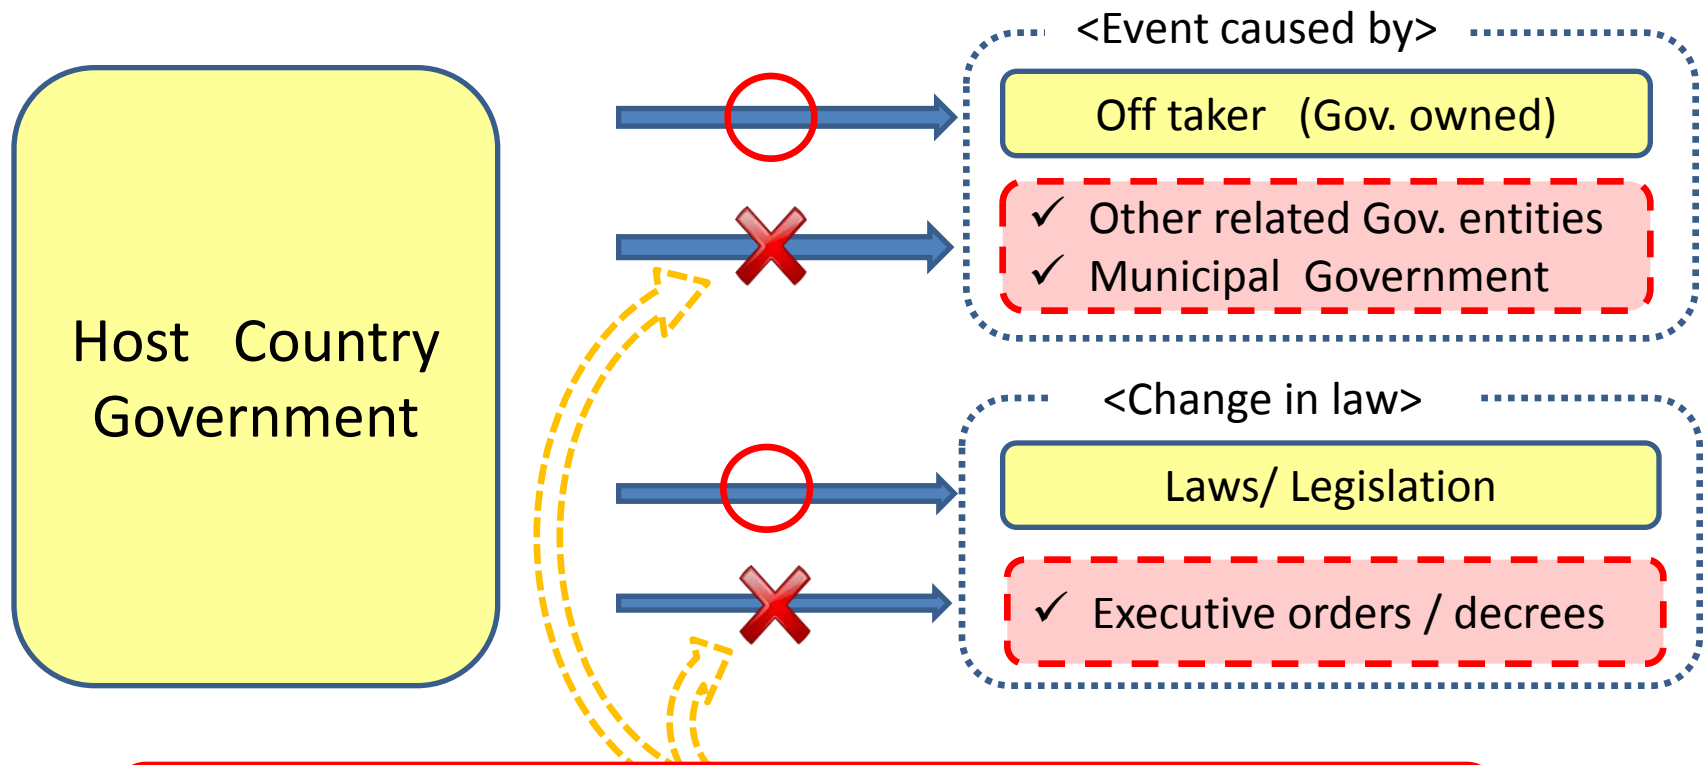 Host Country
Government
<Event caused by>
Off taker (Gov. owned)
✓ Other related Gov. entities
✓ Municipal Government
<Change in law>
Laws/ Legislation
✓ Executive orders / decrees